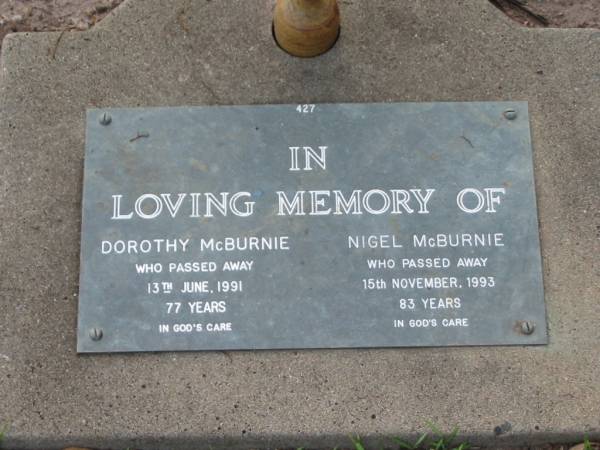 427
IN
LOVING MEMORY OF
DOROTHY McBURNIE
WHO PASSED AWAY
13TH JUNE, 1991
77 YEARS
IN GOD'S CARE
NIGEL McBURNIE
WHO PASSED AWAY
15th NOVEMBER, 1993
83 YEARS
IN GOD'S CARE